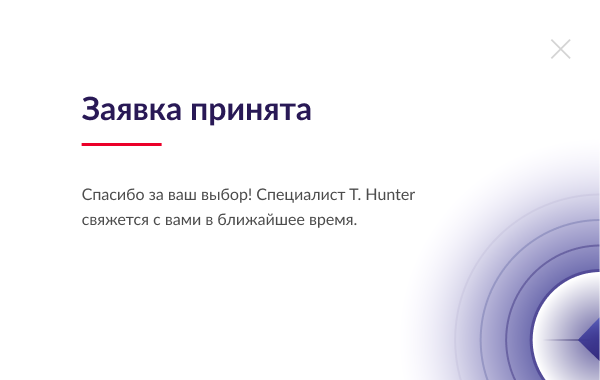 Заявка принята
Спасибо за ваш выбор! Специалист T. Hunter
свяжется с вами в ближайшее время.